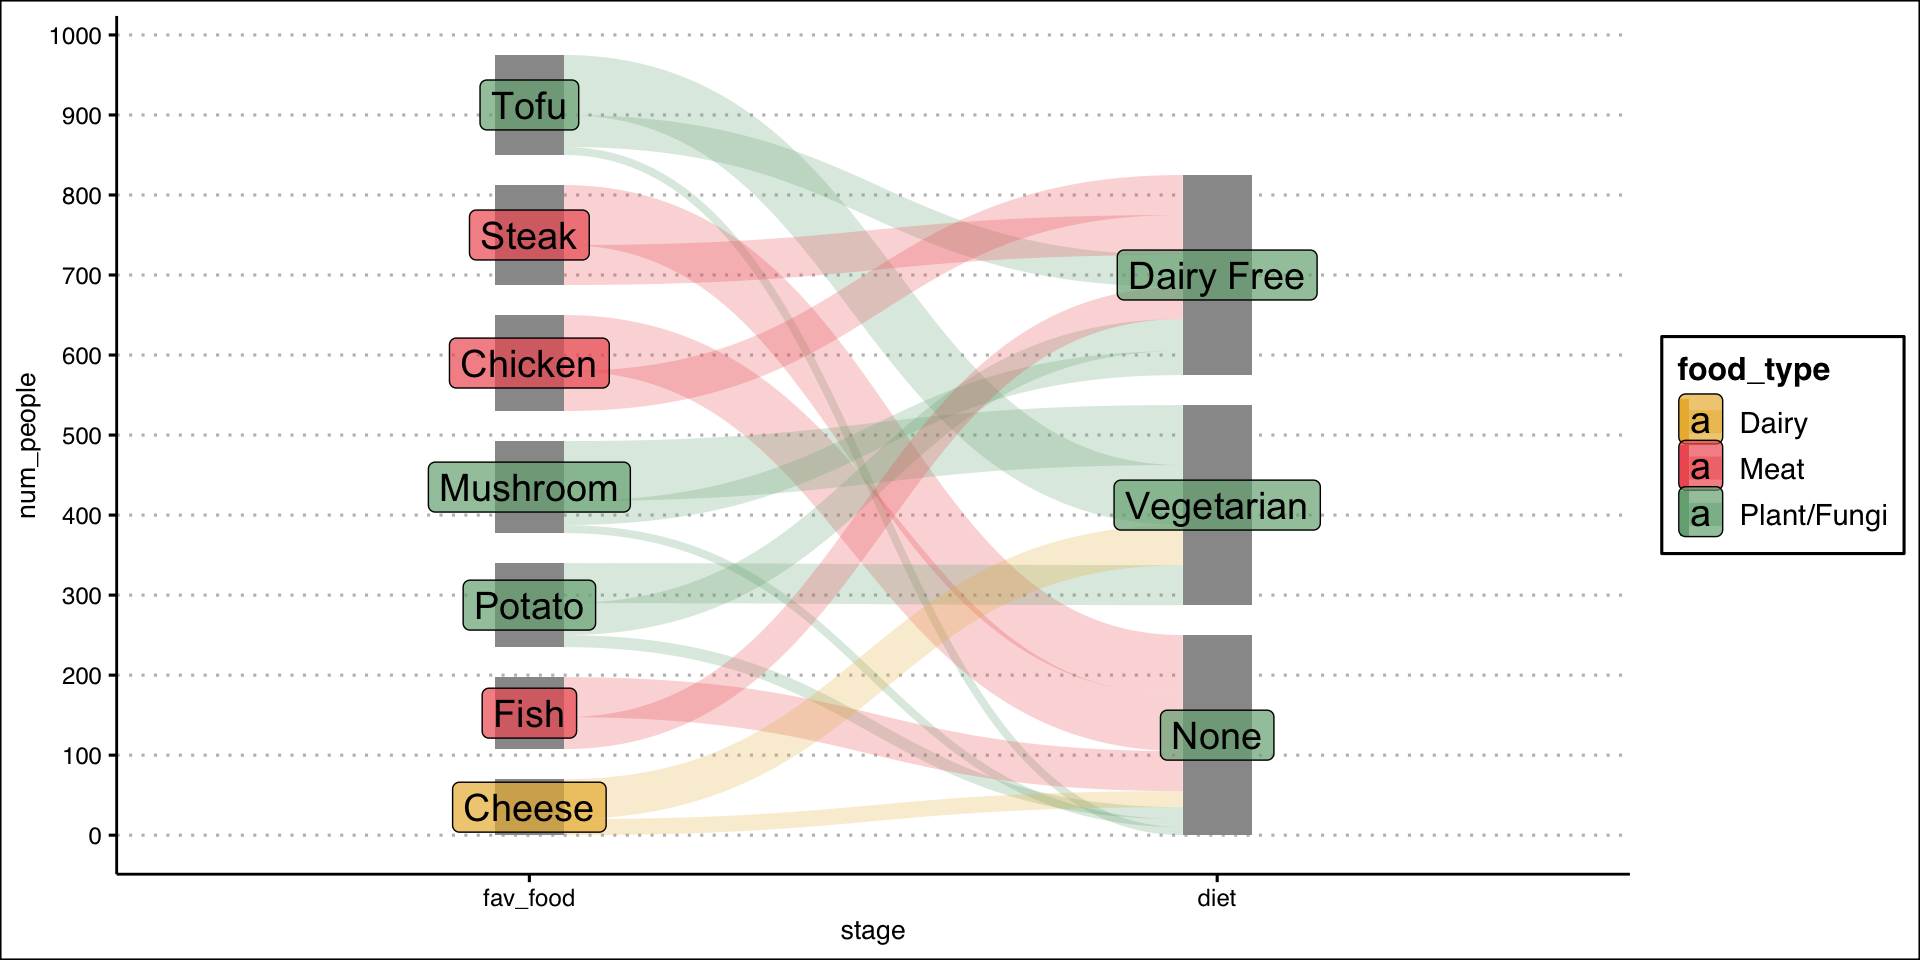 1000
900
800
700
600
500
400
300
200
100
0
num_people
Tofu
Steak
Chicken
Mushroom
Potato
Fish
Cheese
Dairy Free
Vegetarian
None
fav_food
diet
stage
food_type
a Dairy
a Meat
a Plant/Fungi